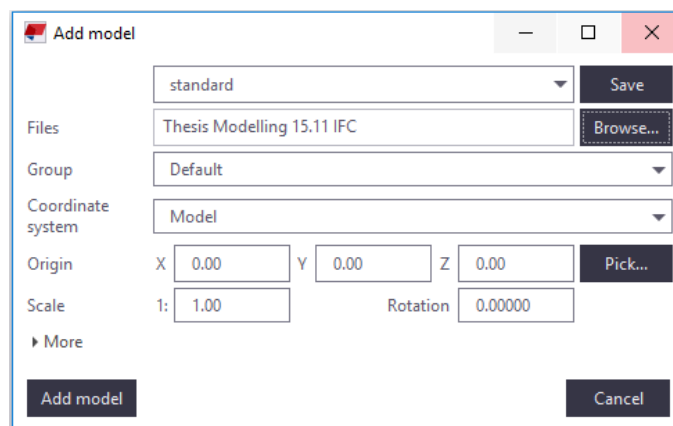 Add model
standard Save
Files Thesis Modelling 15.11 IFC Browse...
Group Default
Coordinate
system Model
Origin X 0.00 Y 0.00 Z 0.00 Pick...
Scale 1: 1.00 Rotation 0.00000
More
Add model Cancel